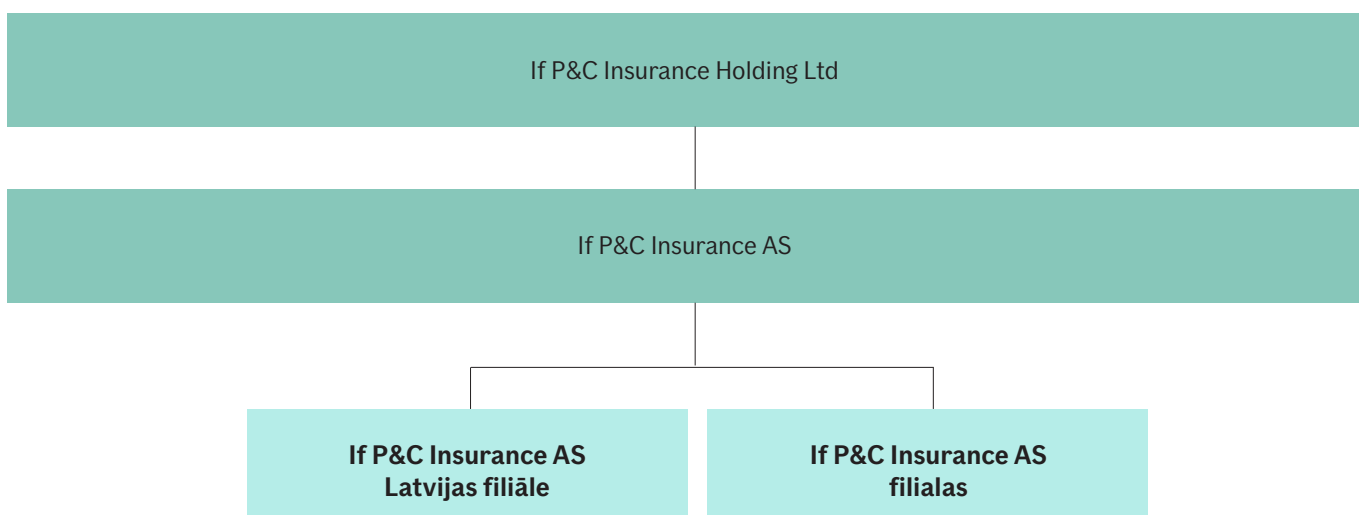 If P&C Insurance Holding Ltd
If P&C Insurance AS
If P&C Insurance AS
Latvijas filiāle
If P&C Insurance AS
filialas